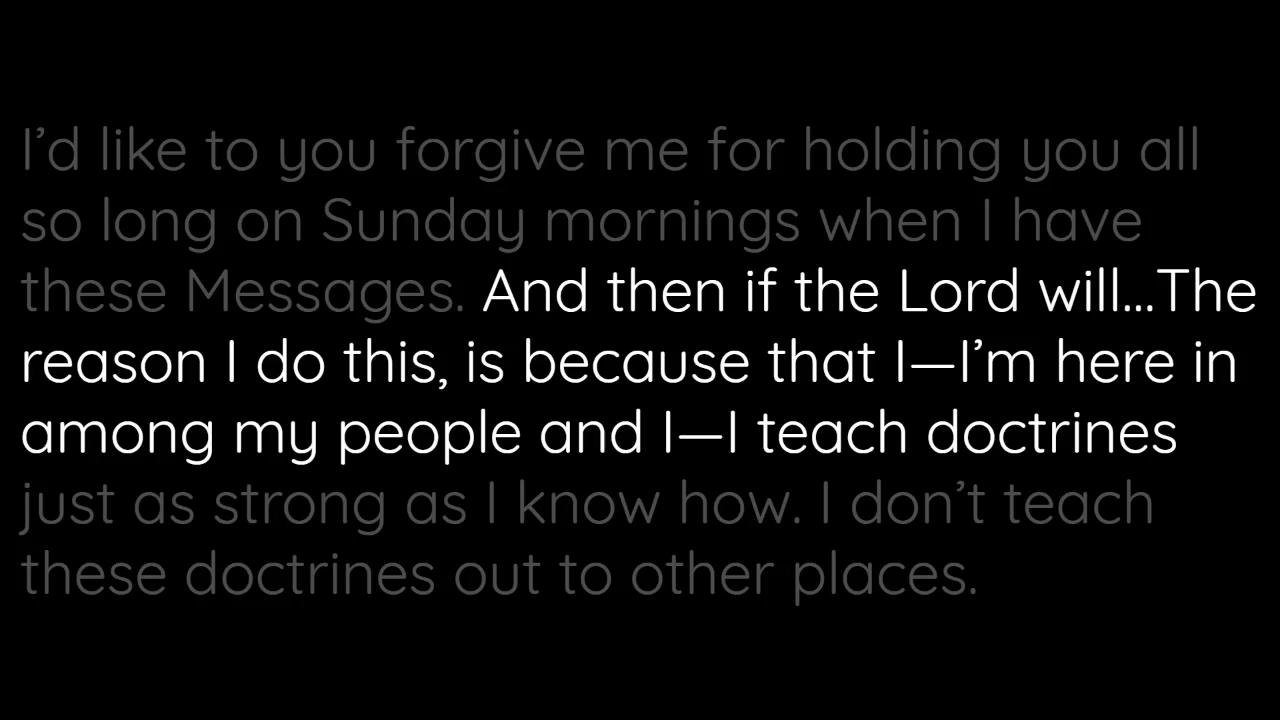 I’d like to you forgive me for holding you all
so long on Sunday mornings when I have
these Messages. And then if the Lord will...The
reason I do this, is because that I—I’m here in
among my people and I—I teach doctrines
just as strong as I know how. I don’t teach
these doctrines out to other places.